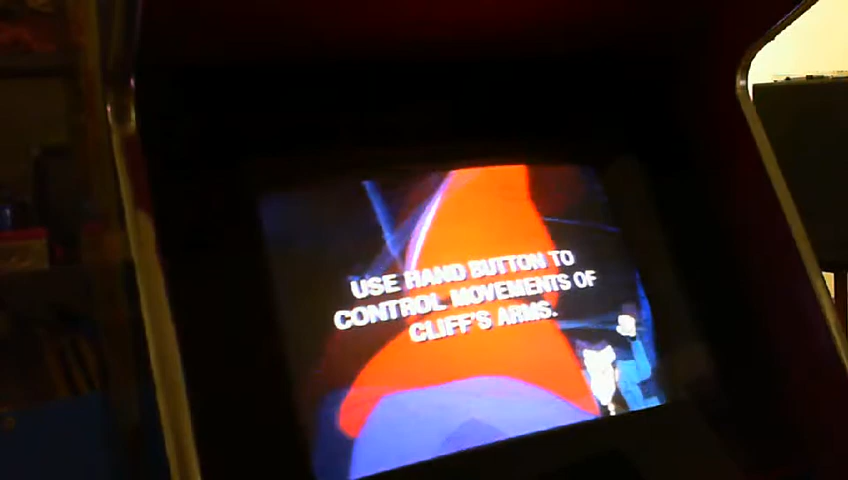 USE HAND BUTTON TO
CONTROL MOVEMENTS OF
CLIFF'S ARMS.